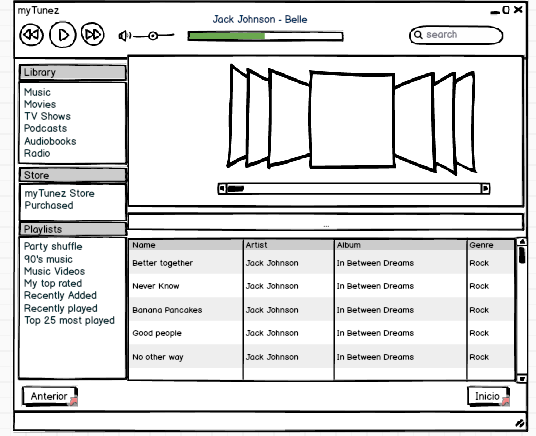 myTunez
Jack Johnson - Belle
search
Library
Music
Movies
TV Shows
Podcasts
Audiobooks
Radio
Store
myTunez Store
Purchased
Playlists
Party shuffle
90's music
Music Videos
My top rated
Recently Added
Recently played
Top 25 most played
...
Name Artist Album Genre
Better together Jack Johnson In Between Dreams Rock
Never Know Jack Johnson In Between Dreams Rock
Banana Pancakes Jack Johnson In Between Dreams Rock
Good people Jack Johnson In Between Dreams Rock
No other way Jack Johnson In Between Dreams Rock
Anterior
Inicio